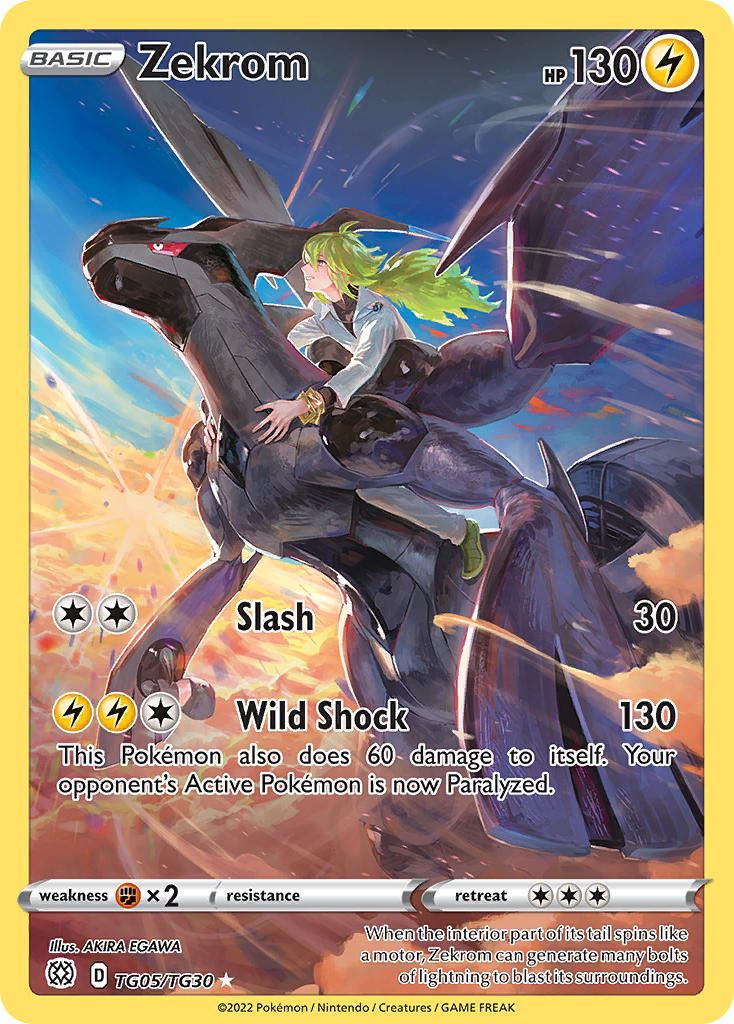 BASIC Zekrom HP 130
Slash 30
Wild Shock 130
This Pokémon also does 60 damage to itself. Your
opponent's Active Pokémon is now Paralyzed.
weakness ×2 resistance retreat
Illus. AKIRA EGAWA
When the interior part of its tail spins like
a motor, Zekrom can generate many bolts
of lightning to blast its surroundings.
D TG05/TG30
©2022 Pokémon / Nintendo / Creatures / GAME FREAK